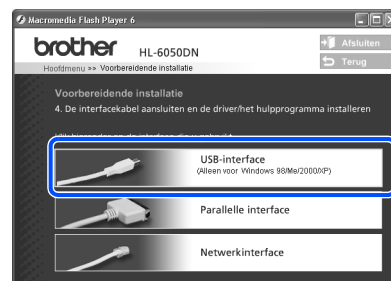 Macromedia Flash Player 6
brother HL-6050DN
Afsluiten
Hoofdmenu >> Voorbereidende installatie
Terug
Voorbereidende installatie
4. De interfacekabel aansluiten en de driver/het hulpprogramma installeren
USB-interface
(Alleen voor Windows 98/Me/2000/XP)
Parallelle interface
Netwerkinterface